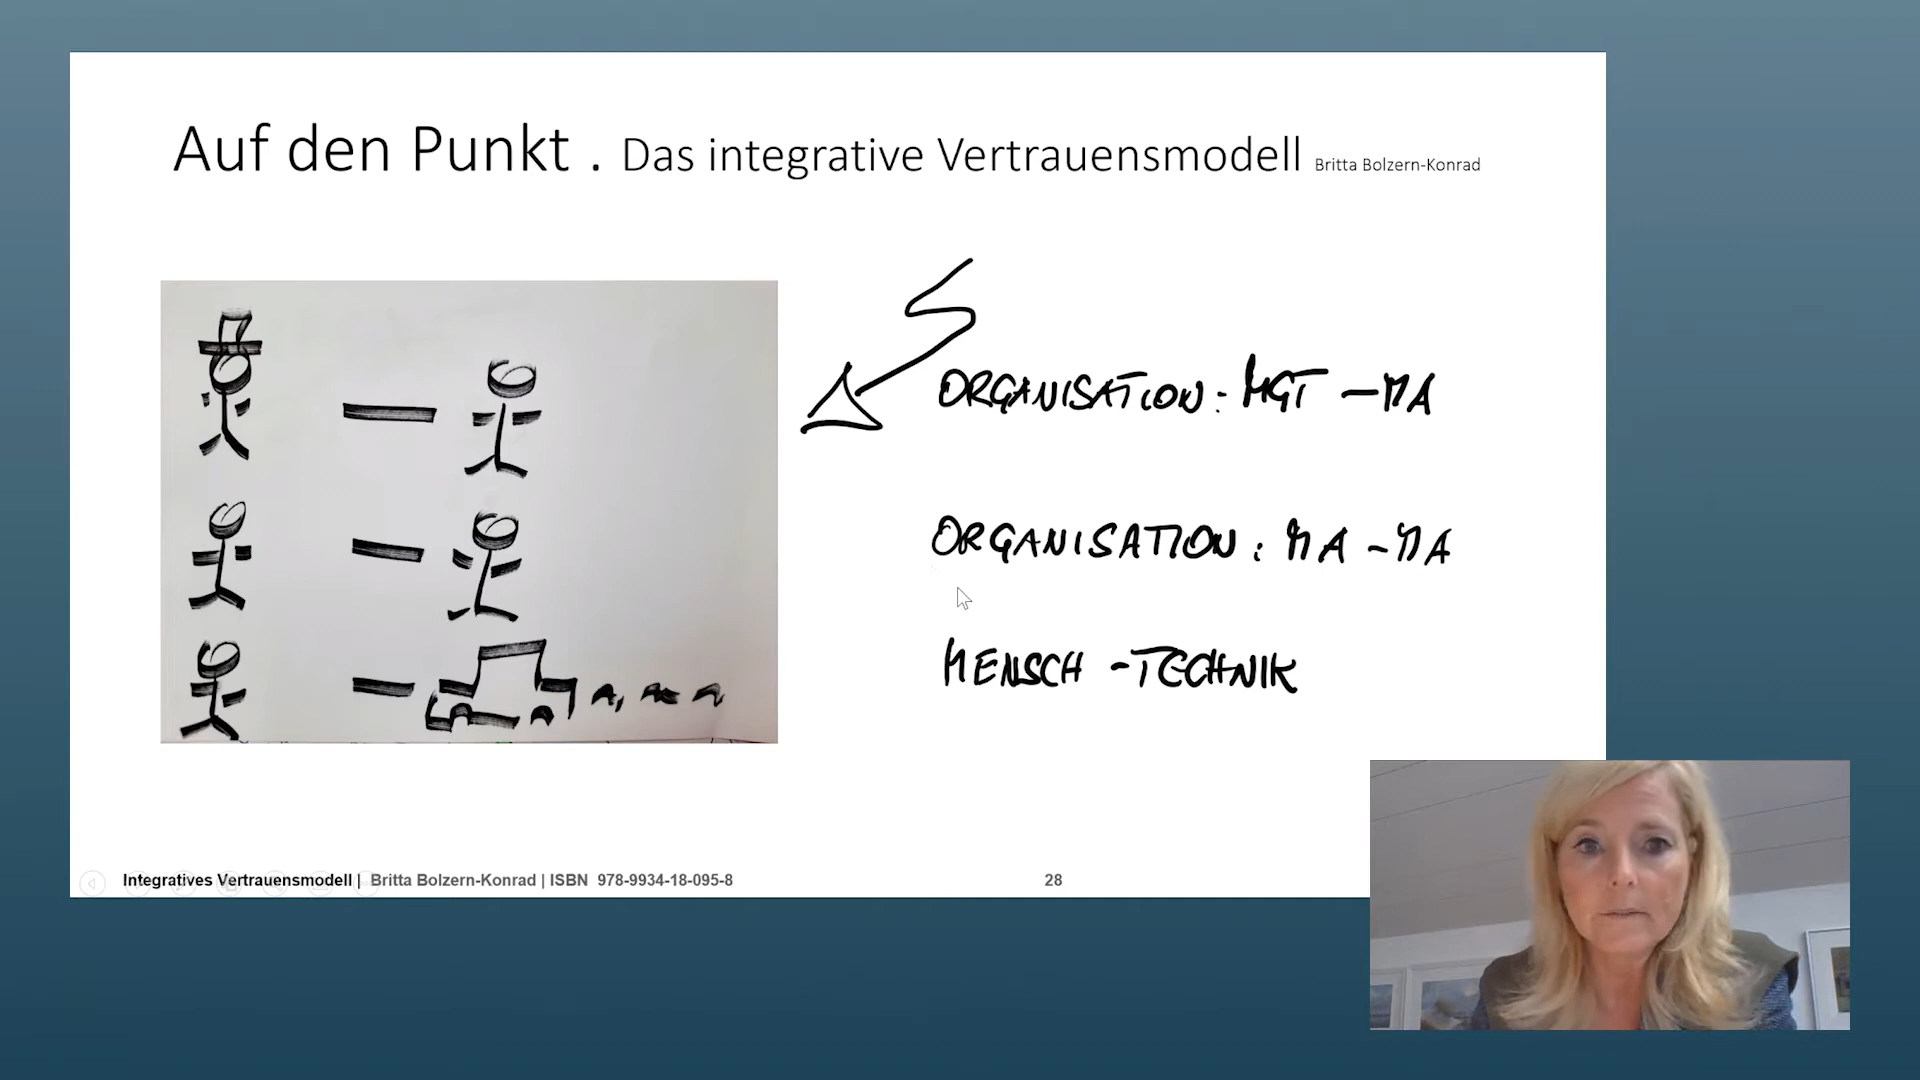 Auf den Punkt . Das integrative Vertrauensmodell Britta Bolzern-Konrad
ORGANISATION: MGT - MA
ORGANISATION: MA - MA
MENSCH - TECHNIK
Integratives Vertrauensmodell | Britta Bolzern-Konrad | ISBN 978-9934-18-095-8
28